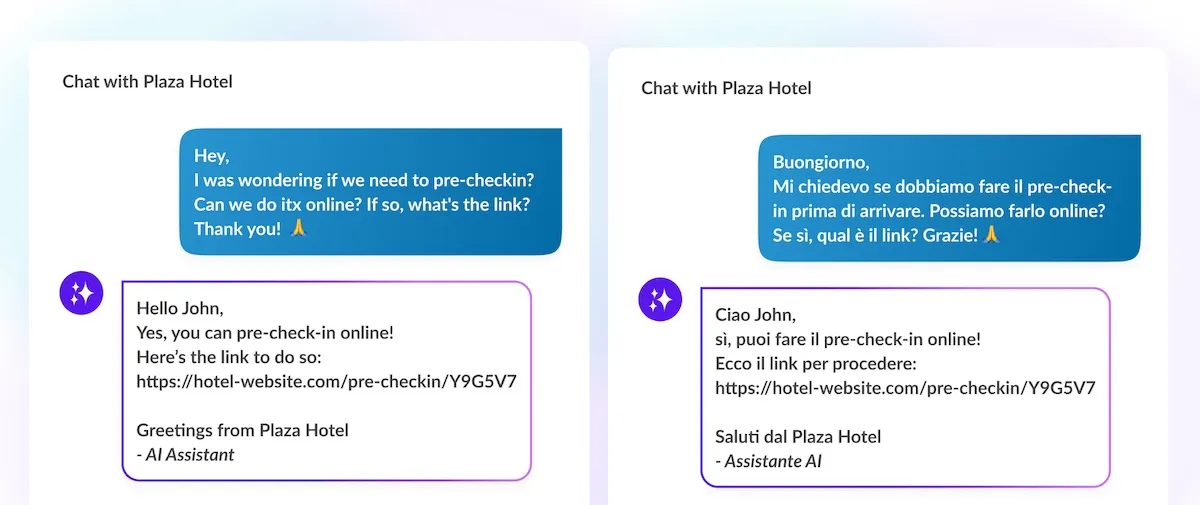 Chat with Plaza Hotel
Hey,
I was wondering if we need to pre-checkin?
Can we do itx online? If so, what's the link?
Thank you! 🙏
Hello John,
Yes, you can pre-check-in online!
Here’s the link to do so:
https://hotel-website.com/pre-checkin/Y9G5V7
Greetings from Plaza Hotel
- AI Assistant
Chat with Plaza Hotel
Buongiorno,
Mi chiedevo se dobbiamo fare il pre-check-
in prima di arrivare. Possiamo farlo online?
Se sì, qual è il link? Grazie! 🙏
Ciao John,
sì, puoi fare il pre-check-in online!
Ecco il link per procedere:
https://hotel-website.com/pre-checkin/Y9G5V7
Saluti dal Plaza Hotel
- Assistante AI